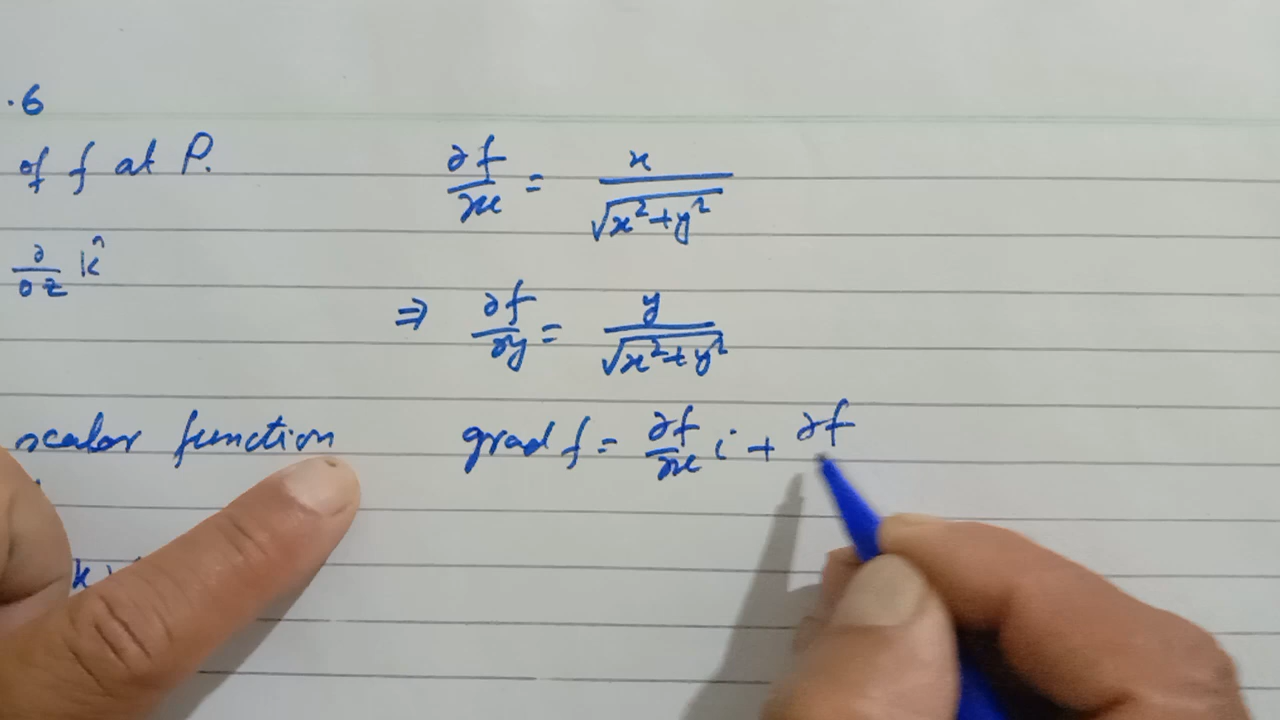 .6
of f at P.
∂f/∂x = x/√(x²+y²)
∂/∂z k̂
⇒ ∂f/∂y = y/√(x²+y²)
scalar function
grad f = ∂f/∂x i + ∂f
k